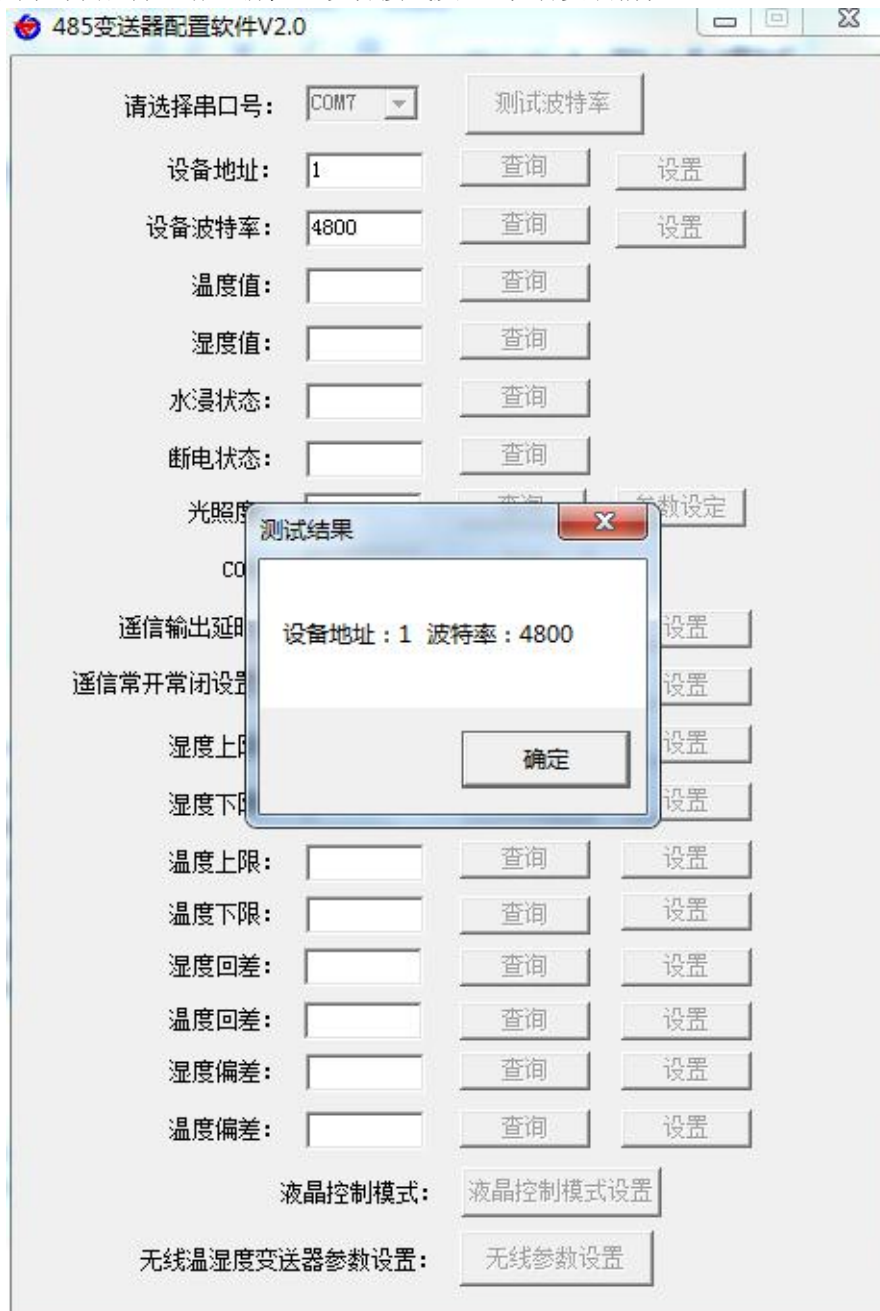 485变送器配置软件V2.0
请选择串口号： COM7 测试波特率
设备地址： 1 查询 设置
设备波特率： 4800 查询 设置
温度值： 查询
湿度值： 查询
水浸状态： 查询
断电状态： 查询
光照度 查询 参数设定
测试结果
CO
设备地址：1 波特率：4800
遥信输出延时 设置
遥信常开常闭设置 设置
湿度上限 设置
确定
湿度下限 设置
温度上限： 查询 设置
温度下限： 查询 设置
湿度回差： 查询 设置
温度回差： 查询 设置
湿度偏差： 查询 设置
温度偏差： 查询 设置
液晶控制模式： 液晶控制模式设置
无线温湿度变送器参数设置： 无线参数设置